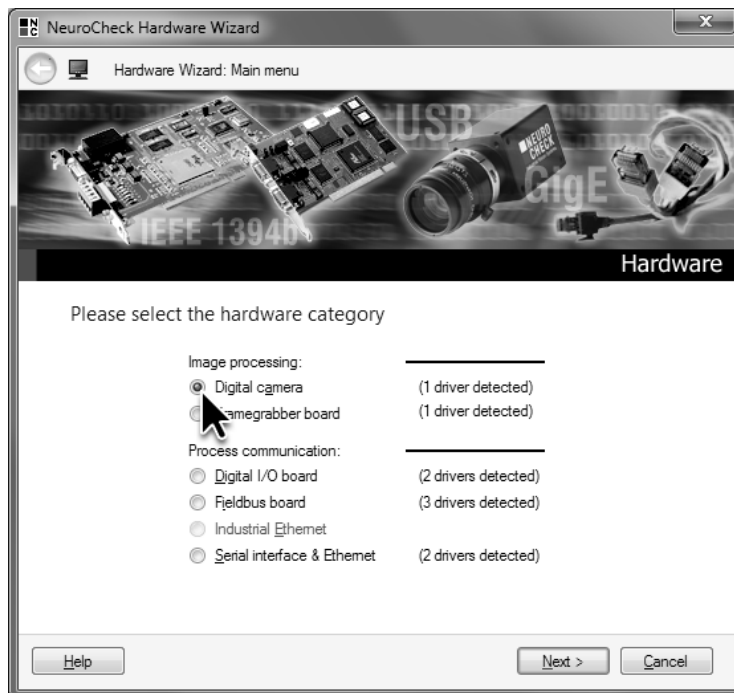 NeuroCheck Hardware Wizard
Hardware Wizard: Main menu
USB
NEURO
CHECK
GigE
IEEE 1394b
Hardware
Please select the hardware category
Image processing:
Digital camera (1 driver detected)
board (1 driver detected)
Process communication:
Digital I/O board (2 drivers detected)
Fieldbus board (3 drivers detected)
Industrial Ethernet
Serial interface & Ethernet (2 drivers detected)
Help Next > Cancel